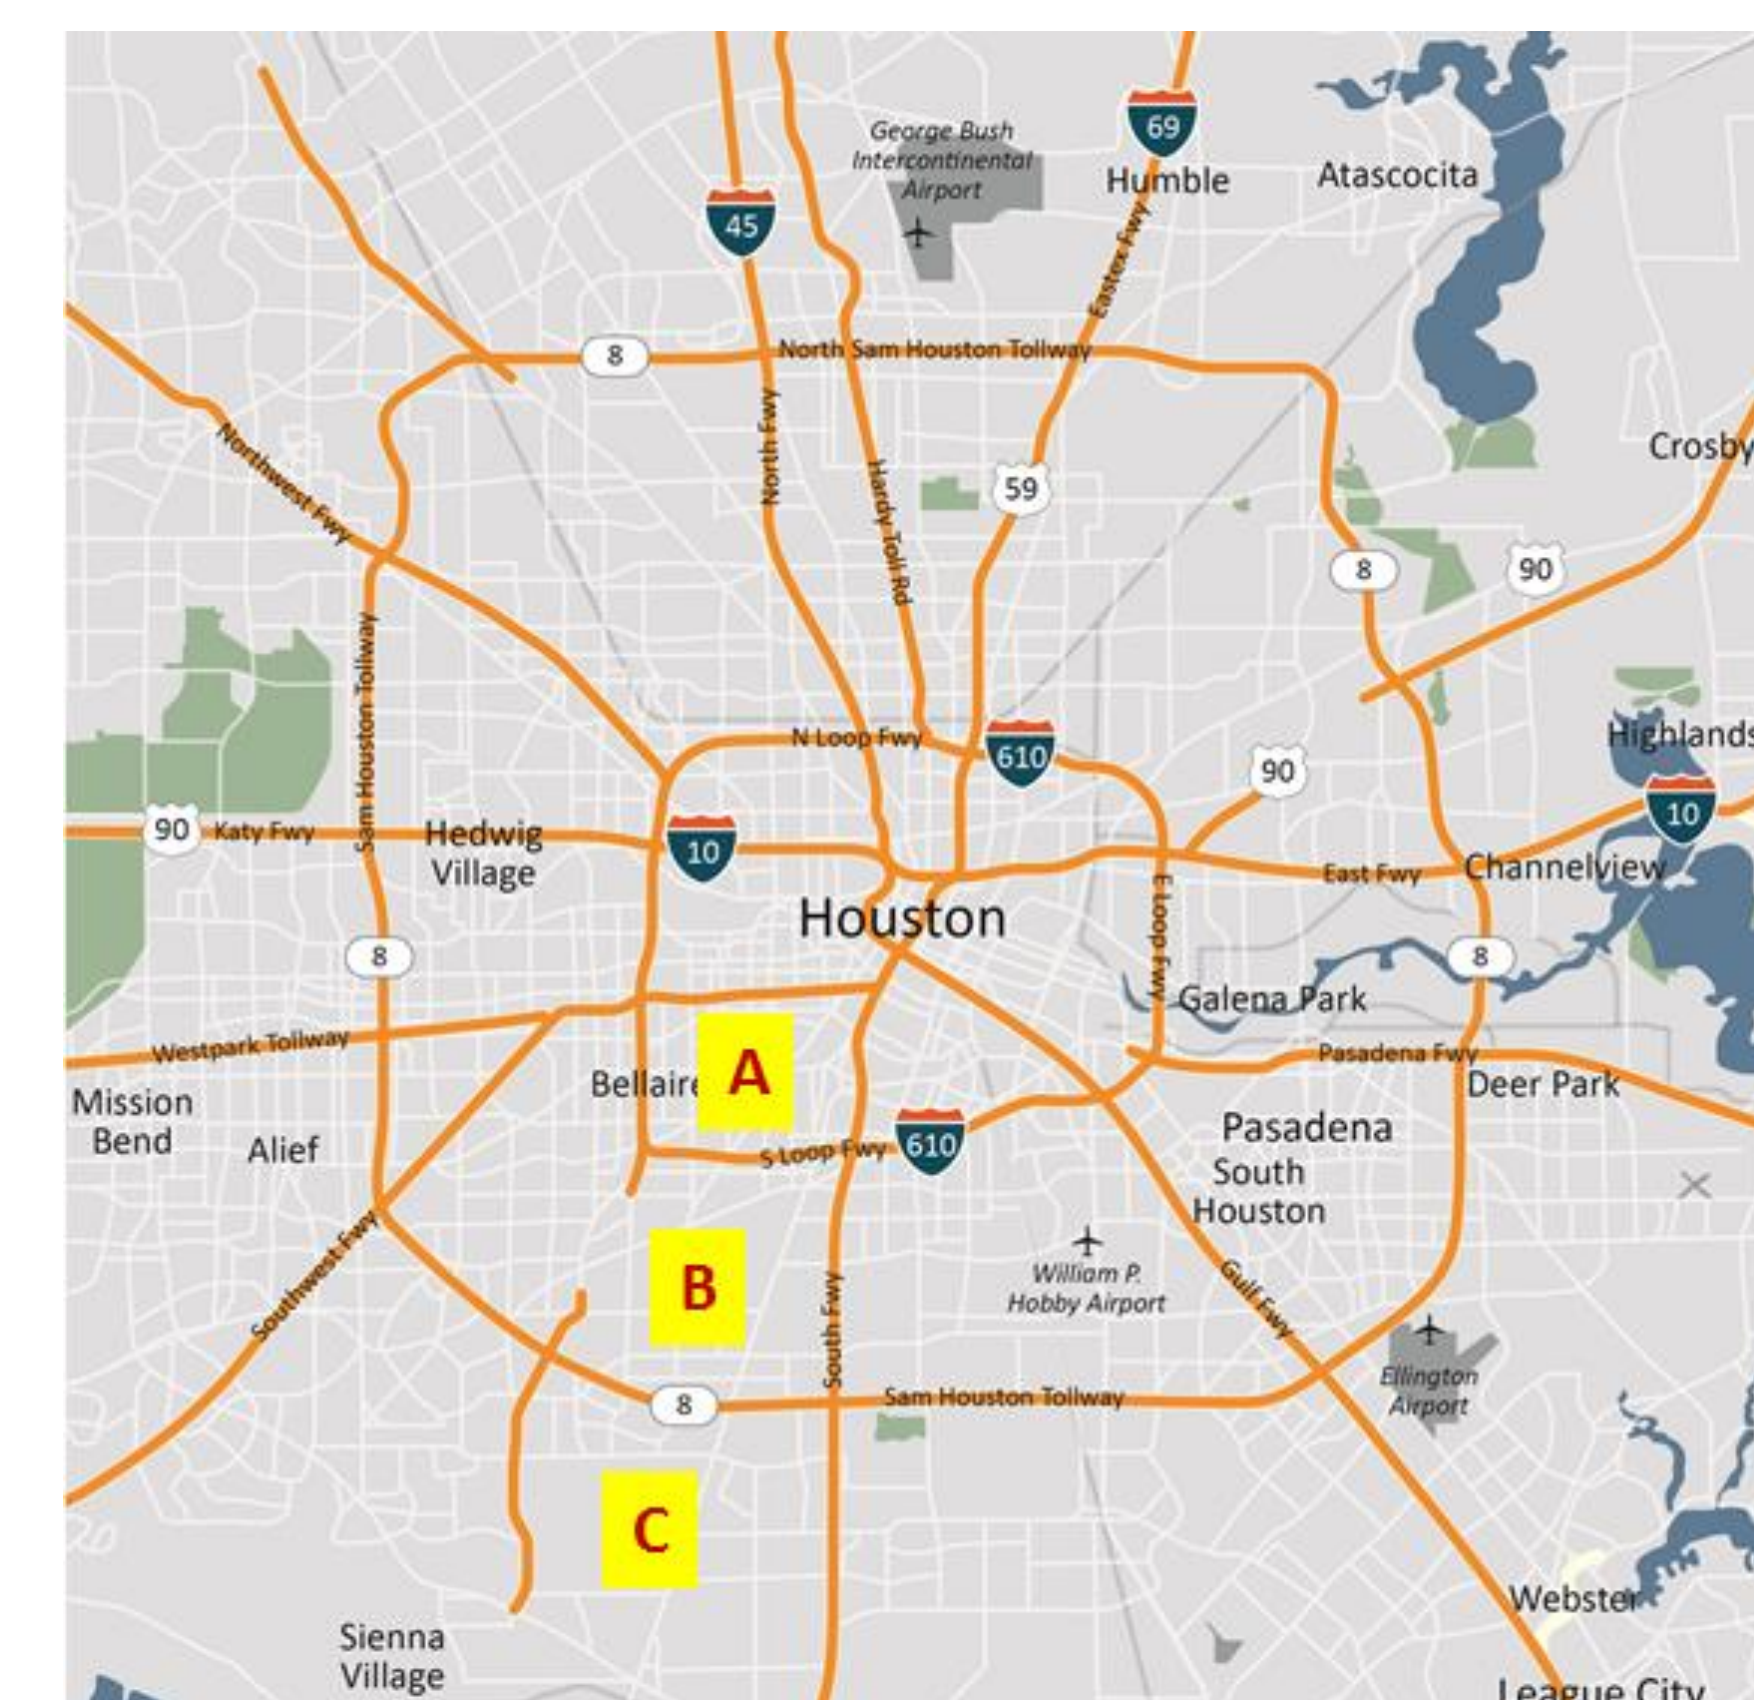 George Bush
Intercontinental
Airport
69
Humble
Atascocita
45
Eastex Fwy
8
North Sam Houston Tollway
North Fwy
Northwest Fwy
Hardy Toll Rd
59
Crosby
8
90
Sam Houston Tollway
N Loop Fwy
610
90
Highlands
10
90
Katy Fwy
Hedwig
Village
10
East Fwy
Channelview
Houston
E Loop Fwy
8
8
Galena Park
Westpark Tollway
Pasadena Fwy
Mission
Bend
Alief
Bellaire
A
Deer Park
S Loop Fwy
610
Pasadena
South
Houston
Southwest Fwy
B
William P.
Hobby Airport
South Fwy
Gulf Fwy
Ellington
Airport
8
Sam Houston Tollway
C
Webster
Sienna
Village
League City